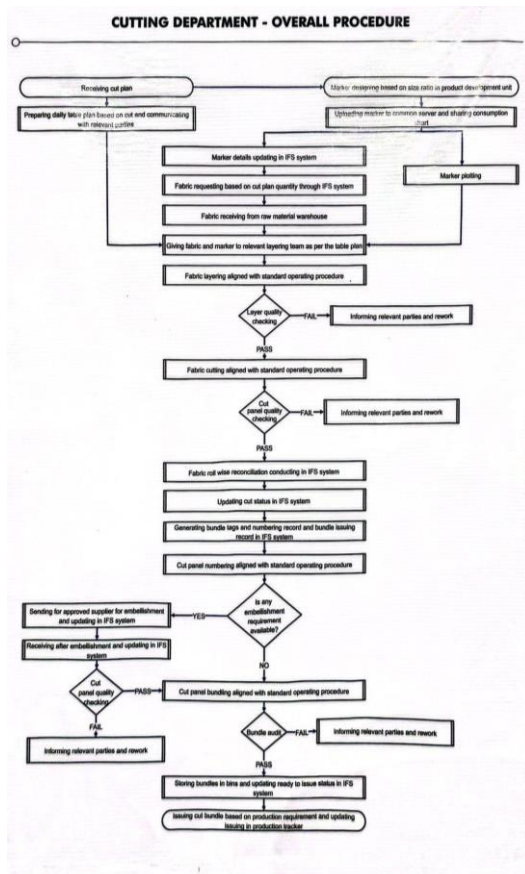 CUTTING DEPARTMENT - OVERALL PROCEDURE
Receiving cut plan
Marker designing based on size ratio in product development unit
Preparing daily table plan based on cut and communicating
with relevant parties
Uploading marker to common server and sharing consumption
chart
Marker details updating in IFS system
Marker plotting
Fabric requesting based on cut plan quantity through IFS system
Fabric receiving from raw material warehouse
Giving fabric and marker to relevant layering team as per the table plan
Fabric layering aligned with standard operating procedure
Layer quality
checking
FAIL
Informing relevant parties and rework
PASS
Fabric cutting aligned with standard operating procedure
Cut
panel quality
checking
FAIL
Informing relevant parties and rework
PASS
Fabric roll wise reconciliation conducting in IFS system
Updating cut status in IFS system
Generating bundle tags and numbering record and bundle issuing
record in IFS system
Cut panel numbering aligned with standard operating procedure
Is any
embellishment
requirement
available?
YES
Sending for approved supplier for embellishment
and updating in IFS system
Receiving after embellishment and updating in IFS
system
NO
Cut
panel quality
checking
PASS
Cut panel bundling aligned with standard operating procedure
FAIL
Informing relevant parties and rework
Bundle audit
FAIL
Informing relevant parties and rework
PASS
Storing bundles in bins and updating ready to issue status in IFS
system
Issuing cut bundle based on production requirement and updating
issuing in production tracker